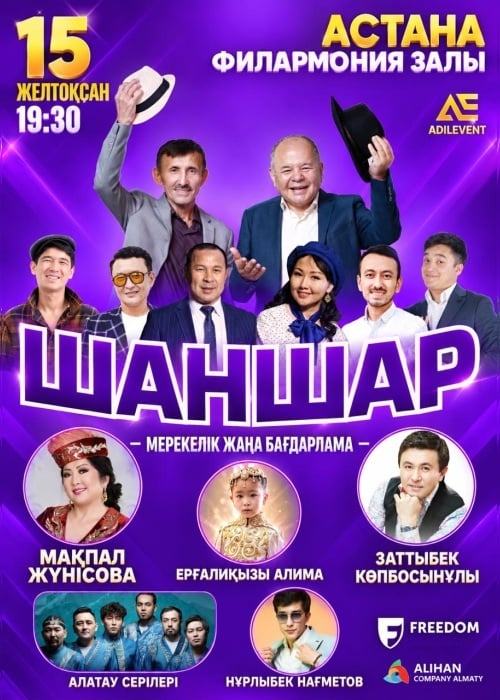 15
ЖЕЛТОҚСАН
19:30
АСТАНА
ФИЛАРМОНИЯ ЗАЛЫ
AE
ADILEVENT
ШАНШАР
– МЕРЕКЕЛІК ЖАҢА БАҒДАРЛАМА –
МАҚПАЛ
ЖҮНІСОВА
ЕРҒАЛИҚЫЗЫ АЛИМА
ЗАТТЫБЕК
КӨПБОСЫНҰЛЫ
АЛАТАУ СЕРІЛЕРІ
НҰРЛЫБЕК НАҒМЕТОВ
F FREEDOM
ALIHAN
COMPANY ALMATY